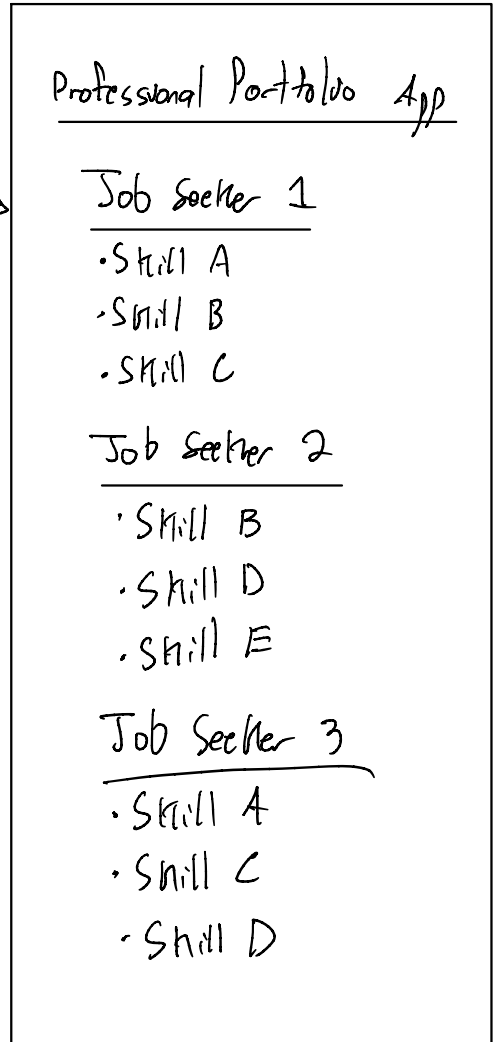 Professional Portfolio App
Job Seeker 1
• Skill A
• Skill B
• Skill C
Job Seeker 2
• Skill B
• Skill D
• Skill E
Job Seeker 3
• Skill A
• Skill C
• Skill D